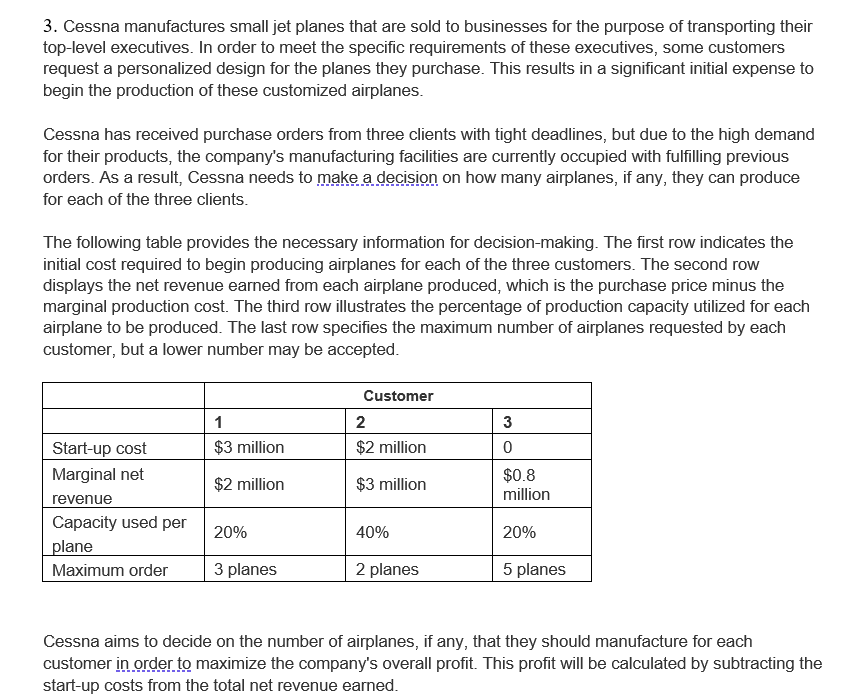 3. Cessna manufactures small jet planes that are sold to businesses for the purpose of transporting their
top-level executives. In order to meet the specific requirements of these executives, some customers
request a personalized design for the planes they purchase. This results in a significant initial expense to
begin the production of these customized airplanes.
Cessna has received purchase orders from three clients with tight deadlines, but due to the high demand
for their products, the company's manufacturing facilities are currently occupied with fulfilling previous
orders. As a result, Cessna needs to make a decision on how many airplanes, if any, they can produce
for each of the three clients.
The following table provides the necessary information for decision-making. The first row indicates the
initial cost required to begin producing airplanes for each of the three customers. The second row
displays the net revenue earned from each airplane produced, which is the purchase price minus the
marginal production cost. The third row illustrates the percentage of production capacity utilized for each
airplane to be produced. The last row specifies the maximum number of airplanes requested by each
customer, but a lower number may be accepted.
Customer
1 2 3
Start-up cost $3 million $2 million 0
Marginal net revenue $2 million $3 million $0.8 million
Capacity used per plane 20% 40% 20%
Maximum order 3 planes 2 planes 5 planes
Cessna aims to decide on the number of airplanes, if any, that they should manufacture for each
customer in order to maximize the company's overall profit. This profit will be calculated by subtracting the
start-up costs from the total net revenue earned.